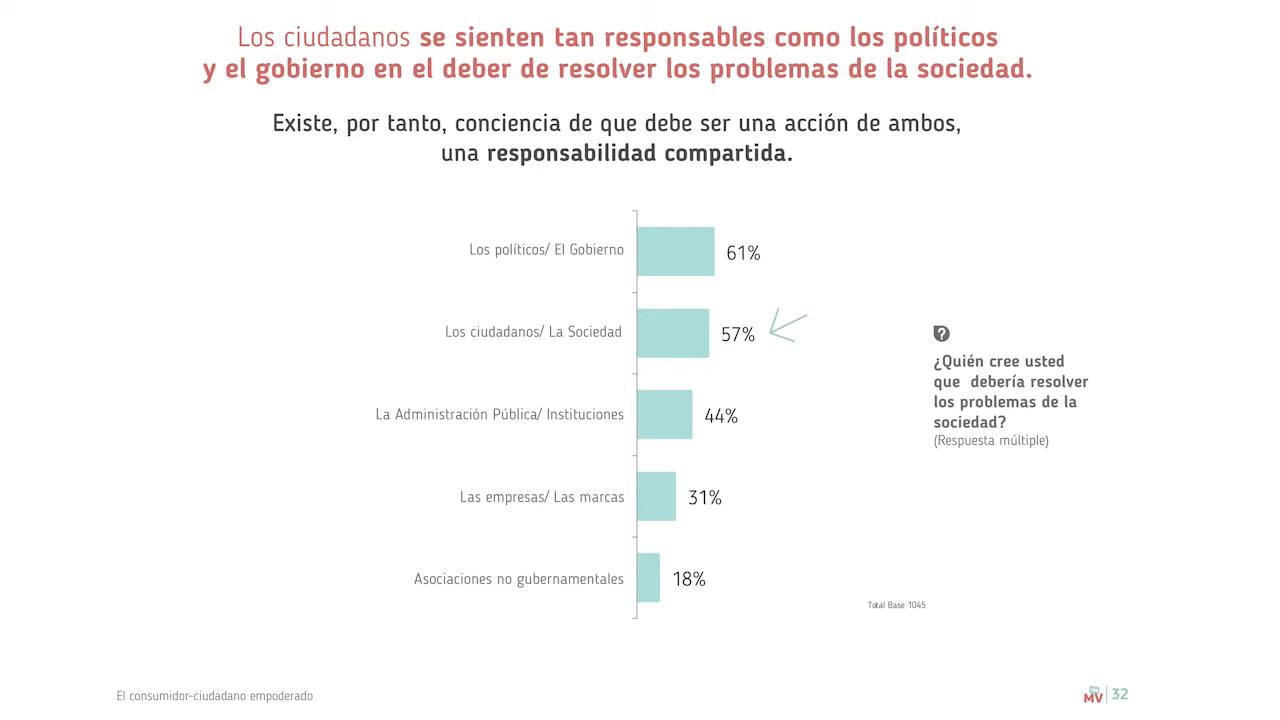 Los ciudadanos se sienten tan responsables como los políticos
y el gobierno en el deber de resolver los problemas de la sociedad.
Existe, por tanto, conciencia de que debe ser una acción de ambos,
una responsabilidad compartida.
Los políticos/ El Gobierno
61%
Los ciudadanos/ La Sociedad
57%
La Administración Pública/ Instituciones
44%
Las empresas/ Las marcas
31%
Asociaciones no gubernamentales
18%
?
¿Quién cree usted
que debería resolver
los problemas de la
sociedad?
(Respuesta múltiple)
Total Base 1045
El consumidor-ciudadano empoderado
MV
32